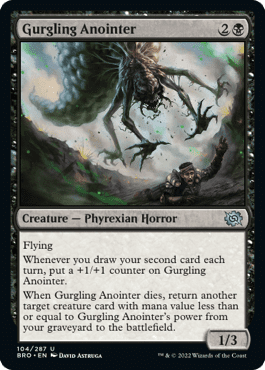 Gurgling Anointer 2
Creature — Phyrexian Horror
Flying
Whenever you draw your second card each
turn, put a +1/+1 counter on Gurgling
Anointer.
When Gurgling Anointer dies, return another
target creature card with mana value less
than or equal to Gurgling Anointer's power
from your graveyard to the battlefield.
1/3
104/287 U
BRO • EN DAVID ASTRUGA ™ & © 2022 Wizards of the Coast